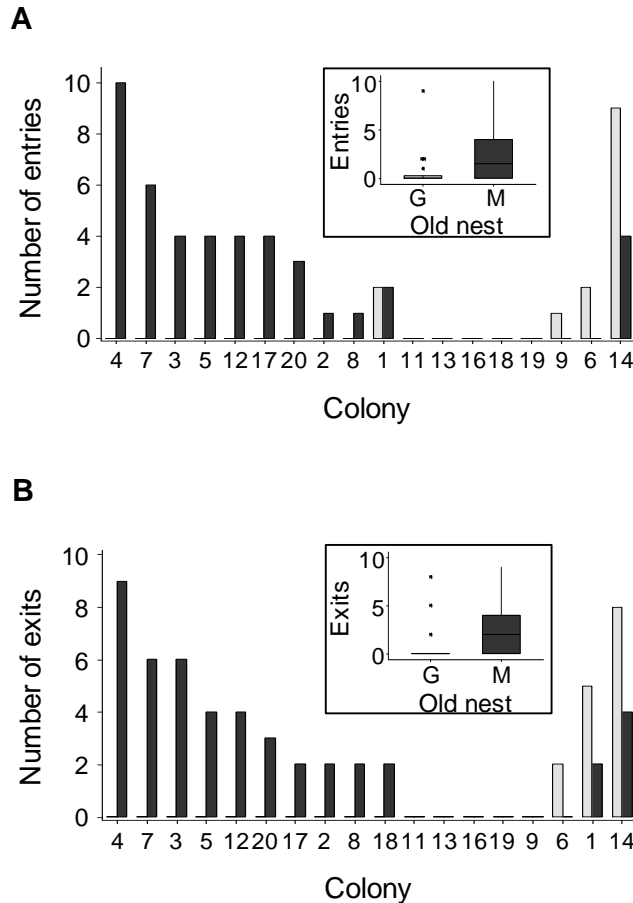 A
Number of entries
10
8
6
4
2
0
Entries
10
5
0
G M
Old nest
4 7 3 5 12 17 20 2 8 1 11 13 16 18 19 9 6 14
Colony
B
Number of exits
10
8
6
4
2
0
Exits
10
5
0
G M
Old nest
4 7 3 5 12 20 17 2 8 18 11 13 16 19 9 6 1 14
Colony